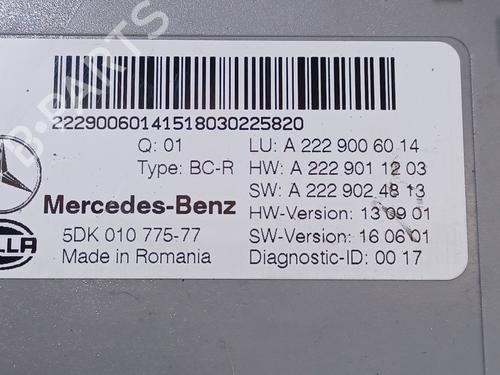 22290060141518030225820
Q: 01
LU: A 222 900 60 14
Type: BC-R
HW: A 222 901 12 03
SW: A 222 902 48 13
Mercedes-Benz
HW-Version: 13 09 01
5DK 010 775-77
SW-Version: 16 06 01
Made in Romania
Diagnostic-ID: 00 17
B-PARTS